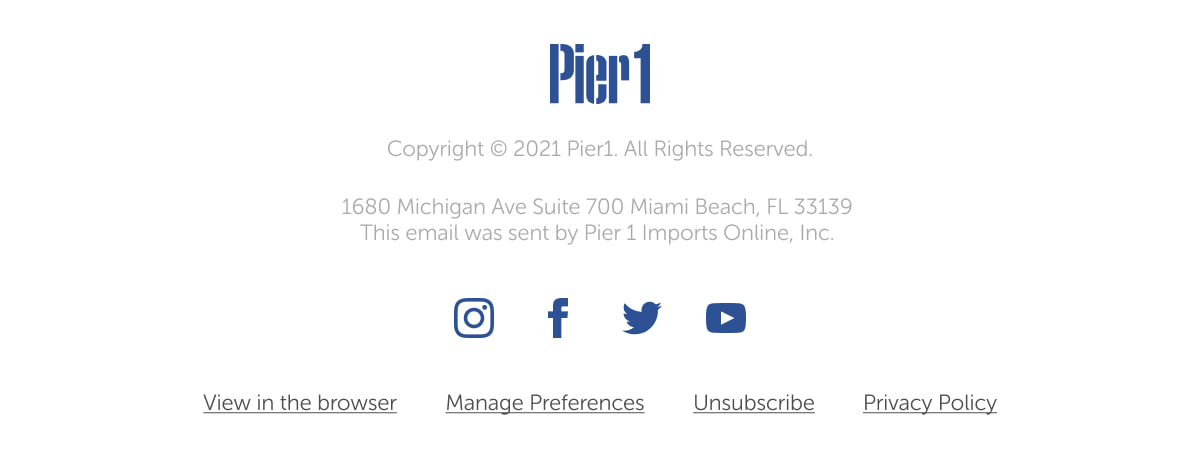 Pier1
Copyright © 2021 Pier1. All Rights Reserved.
1680 Michigan Ave Suite 700 Miami Beach, FL 33139
This email was sent by Pier 1 Imports Online, Inc.
View in the browser Manage Preferences Unsubscribe Privacy Policy